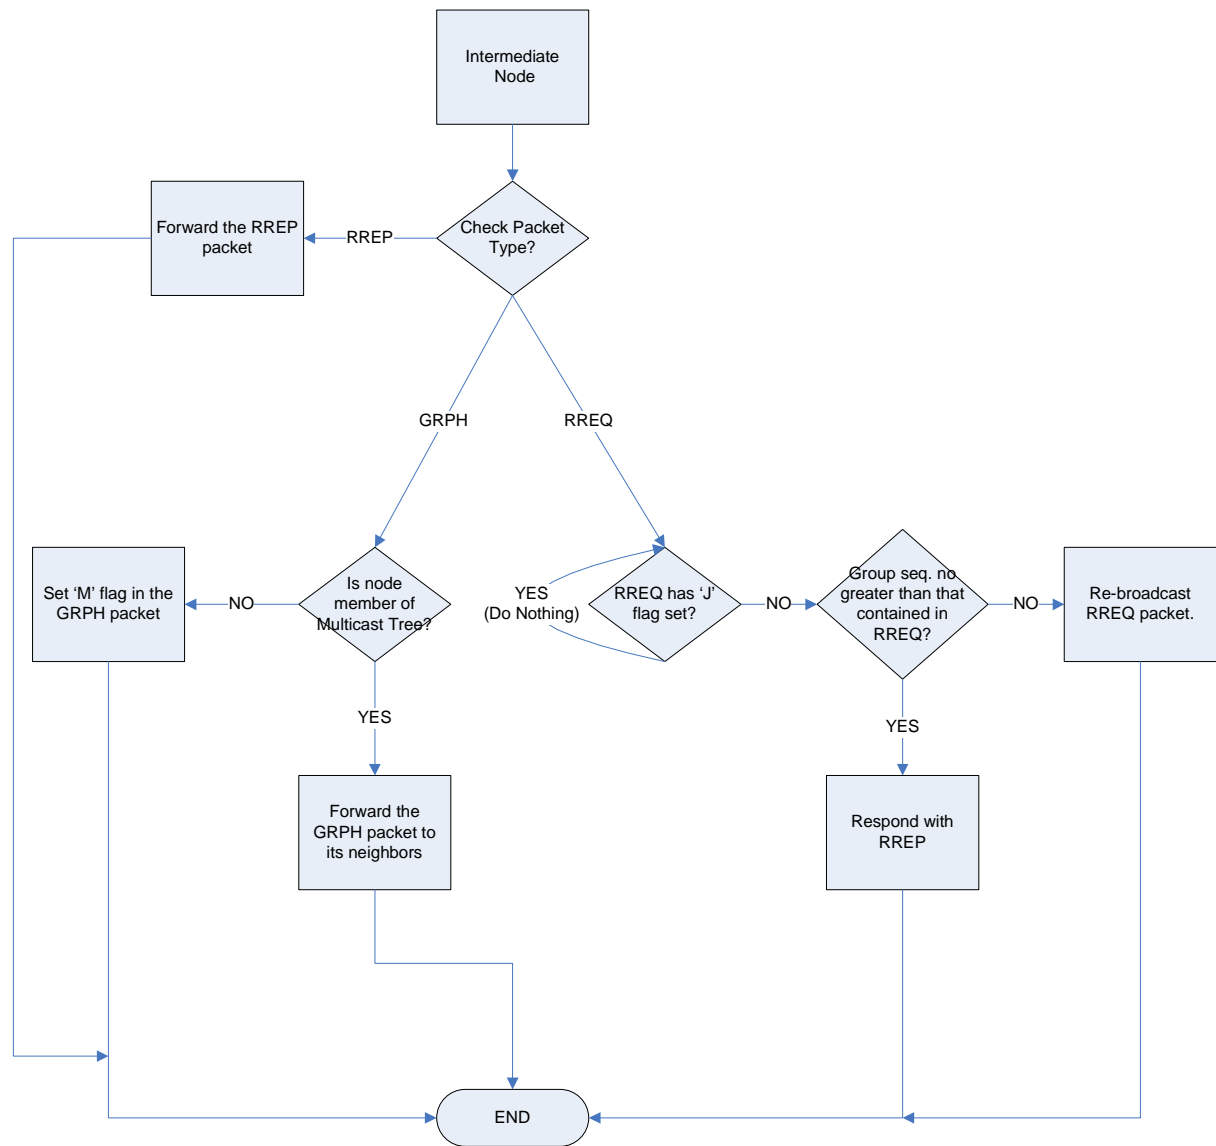 Intermediate
Node
Check Packet
Type?
RREP
Forward the RREP
packet
GRPH
RREQ
Set ‘M’ flag in the
GRPH packet
NO
Is node
member of
Multicast Tree?
YES
(Do Nothing)
RREQ has ‘J’
flag set?
NO
Group seq. no
greater than that
contained in
RREQ?
NO
Re-broadcast
RREQ packet.
YES
YES
Forward the
GRPH packet to
its neighbors
Respond with
RREP
END